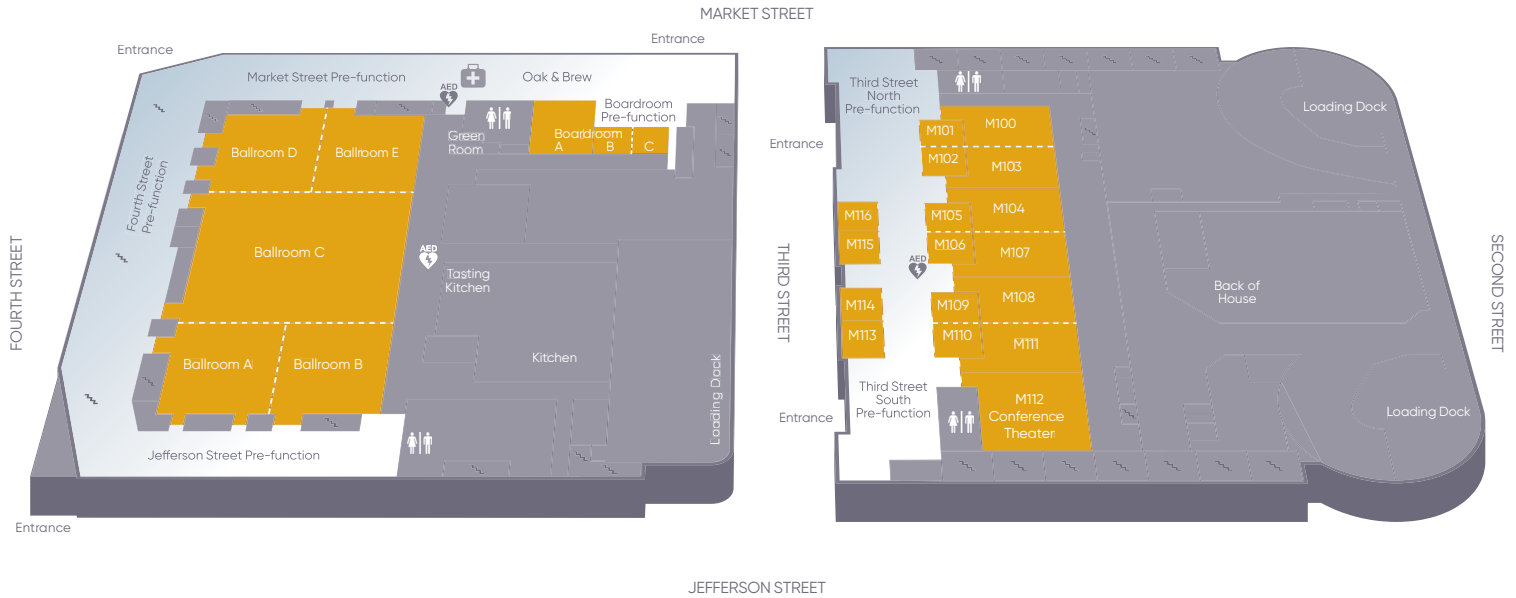 MARKET STREET
Entrance
Entrance
Market Street Pre-function
Oak & Brew
AED
Boardroom
Pre-function
Green
Room
Boardroom
A
B
C
Ballroom D
Ballroom E
Fourth Street
Pre-function
Ballroom C
AED
Tasting
Kitchen
Ballroom A
Ballroom B
Kitchen
Loading Dock
Jefferson Street Pre-function
Entrance
FOURTH STREET
THIRD STREET
Third Street
North
Pre-function
Entrance
M101
M100
M102
M103
M116
M105
M104
M115
M106
M107
AED
M114
M109
M108
M113
M110
M111
Third Street
South
Pre-function
Entrance
M112
Conference
Theater
Loading Dock
Back of
House
Loading Dock
SECOND STREET
JEFFERSON STREET